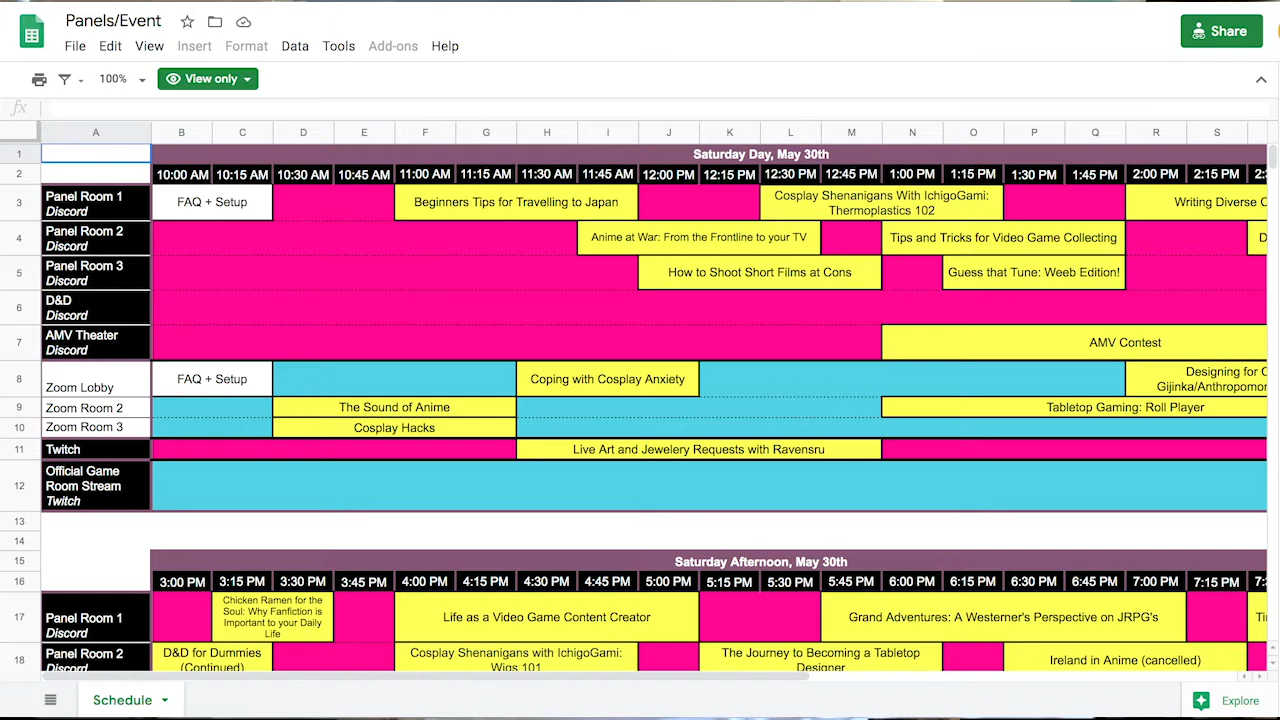 Panels/Event
File Edit View Insert Format Data Tools Add-ons Help
Share
100%
View only
fx
A B C D E F G H I J K L M N O P Q R S
1 Saturday Day, May 30th
2 10:00 AM 10:15 AM 10:30 AM 10:45 AM 11:00 AM 11:15 AM 11:30 AM 11:45 AM 12:00 PM 12:15 PM 12:30 PM 12:45 PM 1:00 PM 1:15 PM 1:30 PM 1:45 PM 2:00 PM 2:15 PM
3
Panel Room 1
Discord
FAQ + Setup
Beginners Tips for Travelling to Japan
Cosplay Shenanigans With IchigoGami:
Thermoplastics 102
Writing Diverse C
4
Panel Room 2
Discord
Anime at War: From the Frontline to your TV
Tips and Tricks for Video Game Collecting
D
5
Panel Room 3
Discord
How to Shoot Short Films at Cons
Guess that Tune: Weeb Edition!
6
D&D
Discord
7
AMV Theater
Discord
AMV Contest
8
Zoom Lobby
FAQ + Setup
Coping with Cosplay Anxiety
Designing for C
Gijinka/Anthropomor
9 Zoom Room 2 The Sound of Anime Tabletop Gaming: Roll Player
10 Zoom Room 3 Cosplay Hacks
11 Twitch Live Art and Jewelery Requests with Ravensru
12
Official Game
Room Stream
Twitch
13
14
15 Saturday Afternoon, May 30th
16 3:00 PM 3:15 PM 3:30 PM 3:45 PM 4:00 PM 4:15 PM 4:30 PM 4:45 PM 5:00 PM 5:15 PM 5:30 PM 5:45 PM 6:00 PM 6:15 PM 6:30 PM 6:45 PM 7:00 PM 7:15 PM
17
Panel Room 1
Discord
Chicken Ramen for the
Soul: Why Fanfiction is
Important to your Daily
Life
Life as a Video Game Content Creator
Grand Adventures: A Westerner's Perspective on JRPG's
18
Panel Room 2
Discord
D&D for Dummies
(Continued)
Cosplay Shenanigans with IchigoGami:
Wigs 101
The Journey to Becoming a Tabletop
Designer
Ireland in Anime (cancelled)
Schedule
Explore